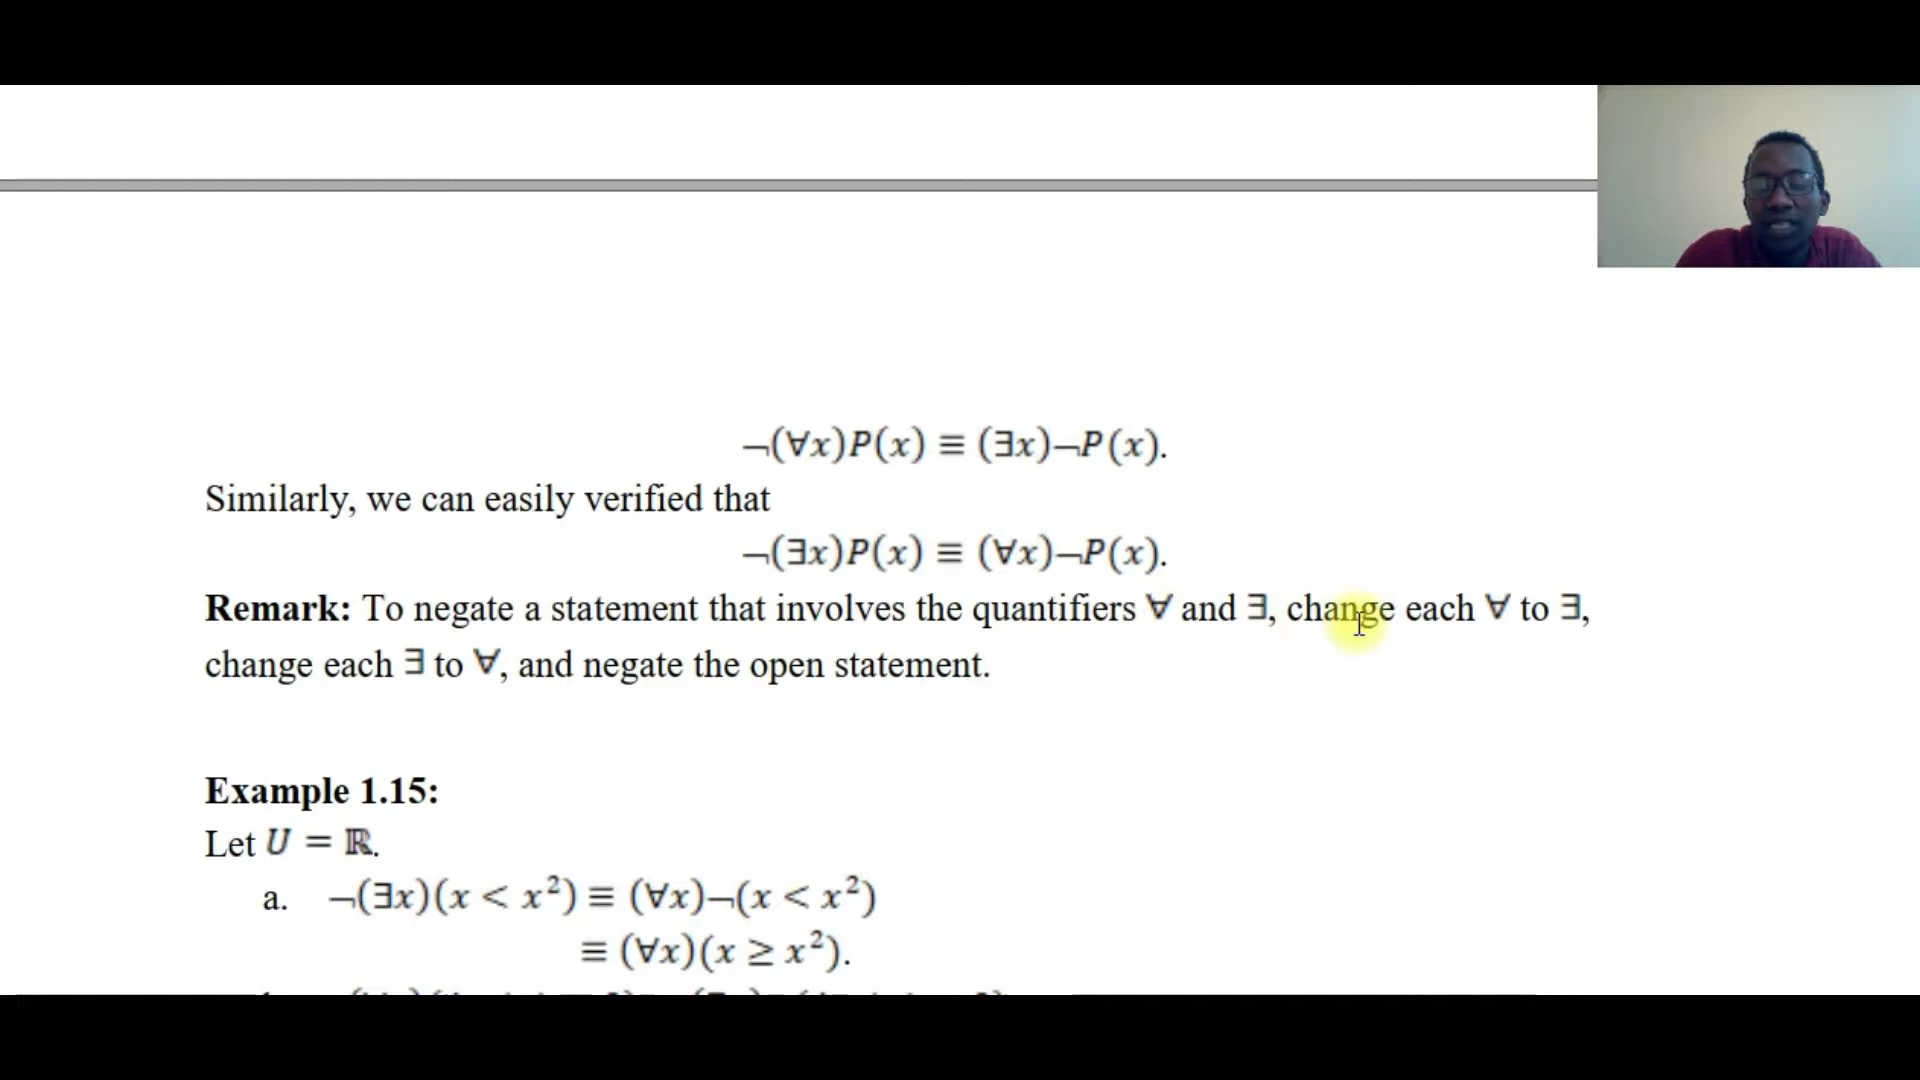 ¬(∀x)P(x) ≡ (∃x)¬P(x).
Similarly, we can easily verified that
¬(∃x)P(x) ≡ (∀x)¬P(x).
Remark: To negate a statement that involves the quantifiers ∀ and ∃, change each ∀ to ∃,
change each ∃ to ∀, and negate the open statement.
Example 1.15:
Let U = ℝ.
a. ¬(∃x)(x < x²) ≡ (∀x)¬(x < x²)
≡ (∀x)(x ≥ x²).